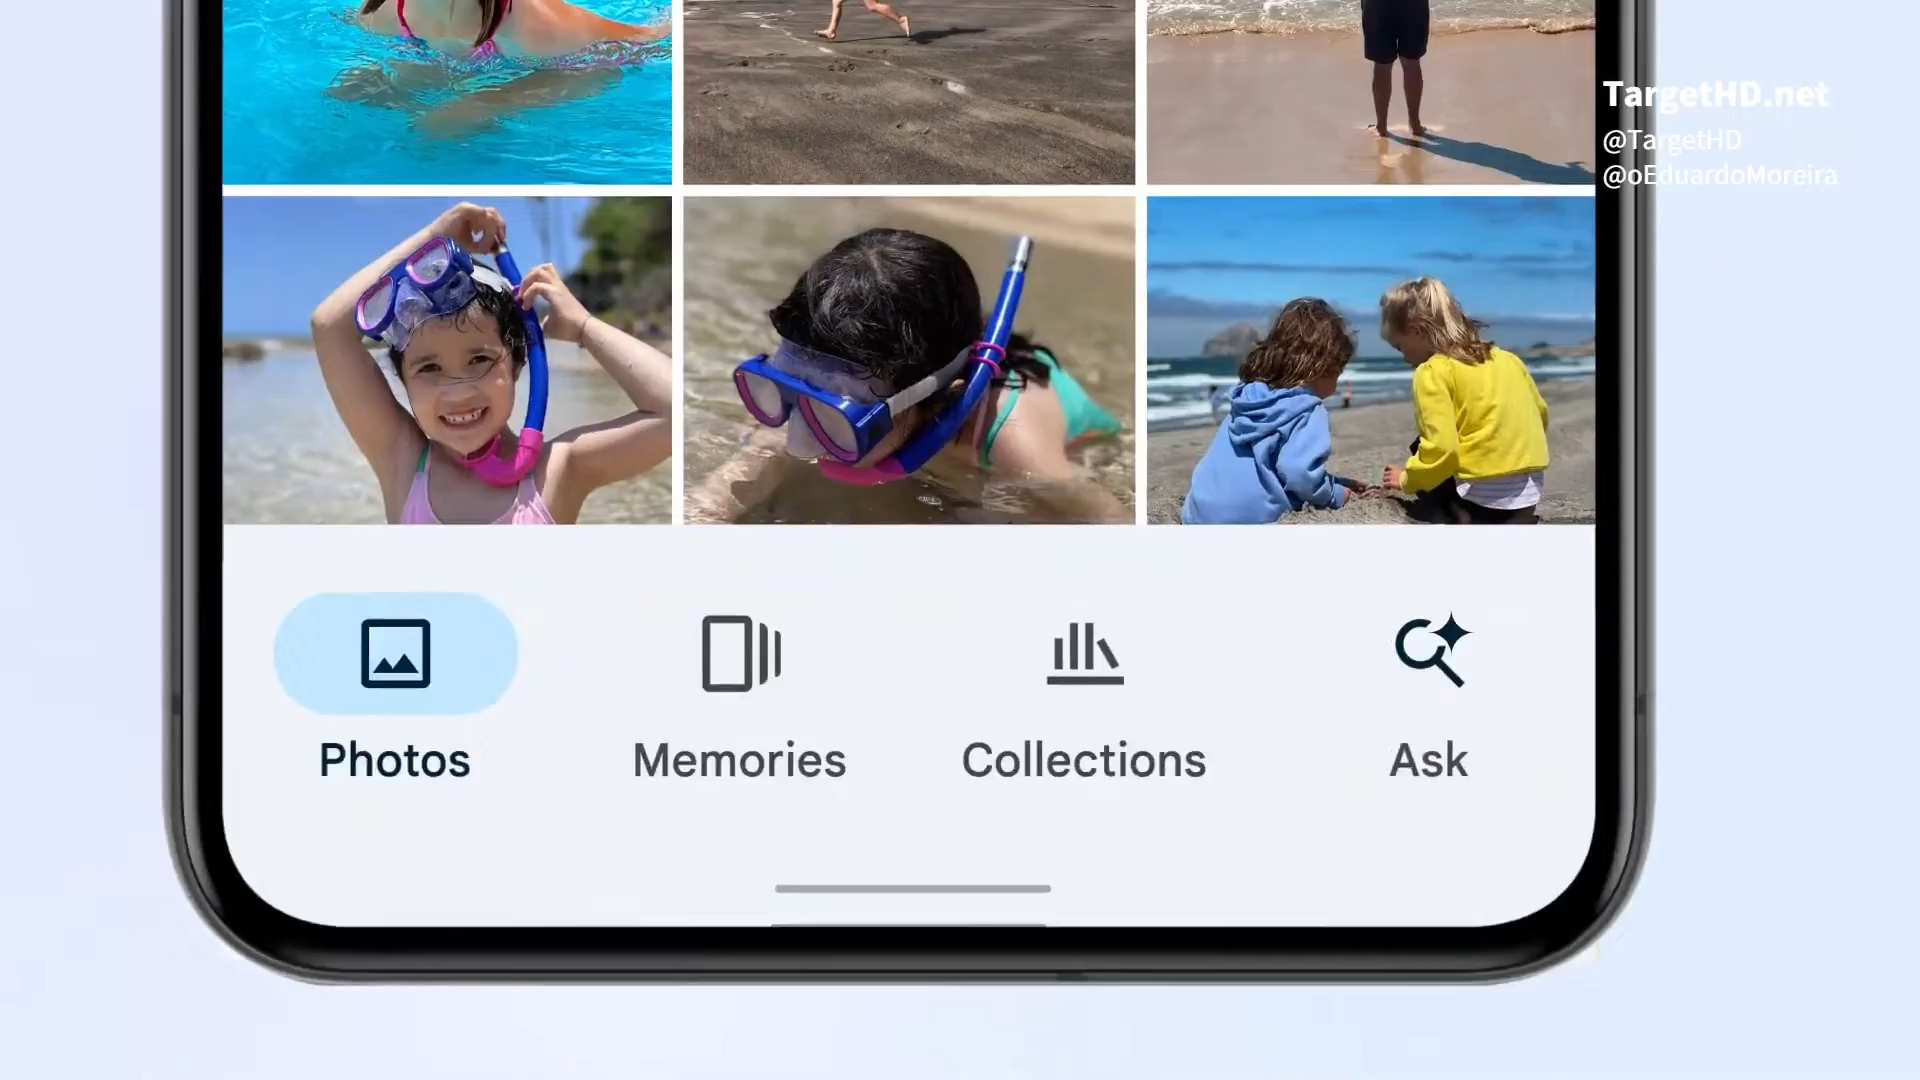 TargetHD.net
@TargetHD
@oEduardoMoreira
Photos
Memories
Collections
Ask